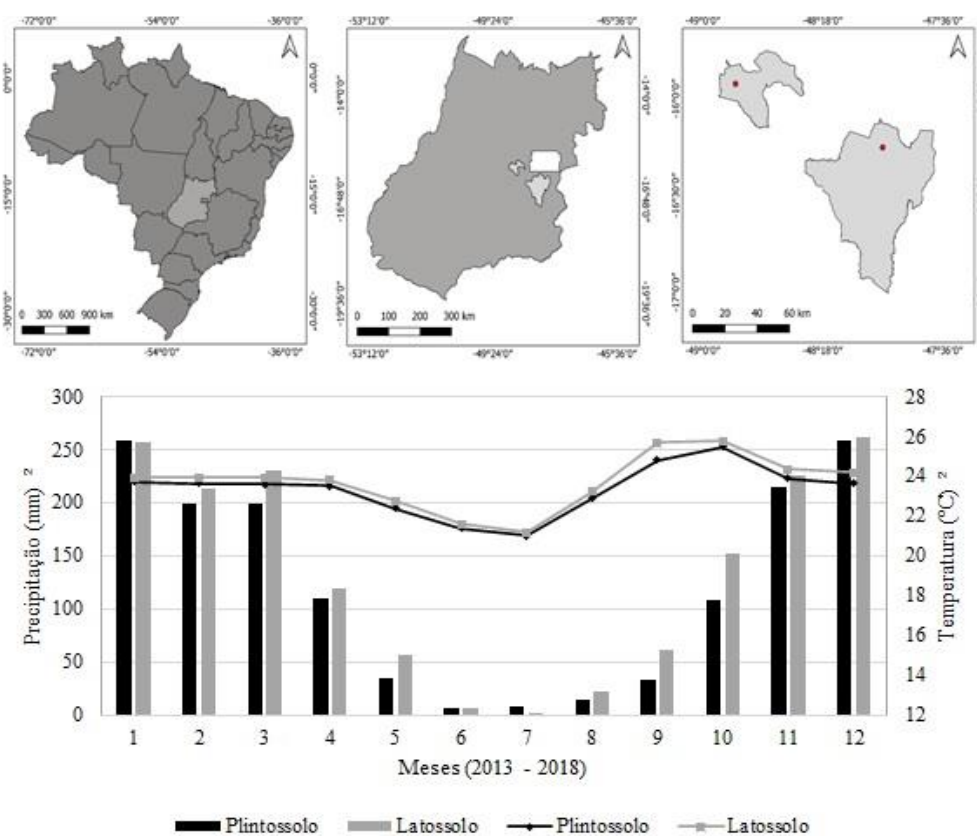 -72°0'0" -54°0'0" -36°0'0"
0°0'0" 0°0'0"
-15°0'0" -15°0'0"
-30°0'0" -30°0'0"
0 300 600 900 km
-72°0'0" -54°0'0" -36°0'0"
-53°12'0" -49°24'0" -45°36'0"
-14°0'0" -14°0'0"
-16°48'0" -16°48'0"
-19°36'0" -19°36'0"
0 100 200 300 km
-53°12'0" -49°24'0" -45°36'0"
-49°0'0" -48°18'0" -47°36'0"
-16°0'0" -16°0'0"
-16°30'0" -16°30'0"
-17°0'0" -17°0'0"
0 20 40 60 km
-49°0'0" -48°18'0" -47°36'0"
Precipitação (mm) ²
300
250
200
150
100
50
0
28
26
24
22
20
18
16
14
12
Temperatura (ºC) ²
1 2 3 4 5 6 7 8 9 10 11 12
Meses (2013 - 2018)
Plintossolo Latossolo Plintossolo Latossolo